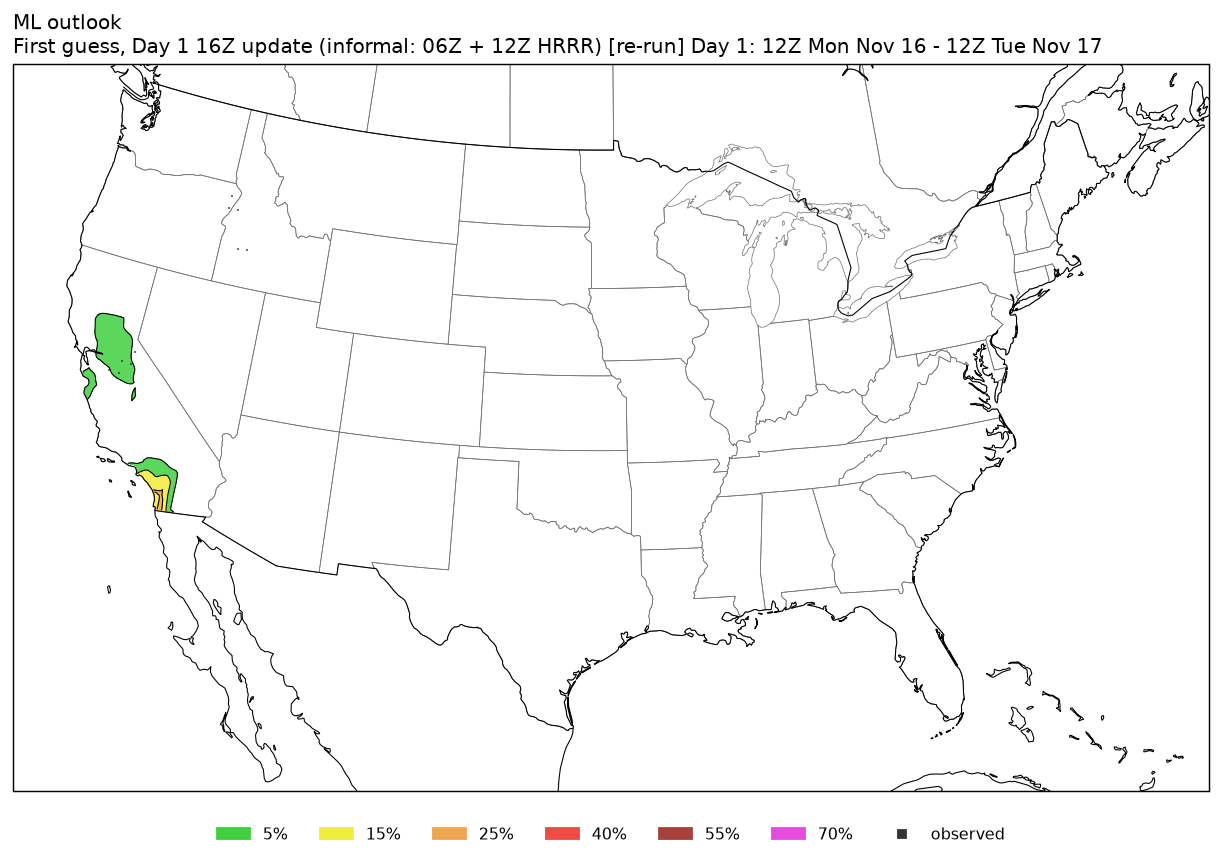 ML outlook
First guess, Day 1 16Z update (informal: 06Z + 12Z HRRR) [re-run] Day 1: 12Z Mon Nov 16 - 12Z Tue Nov 17
5% 15% 25% 40% 55% 70% observed